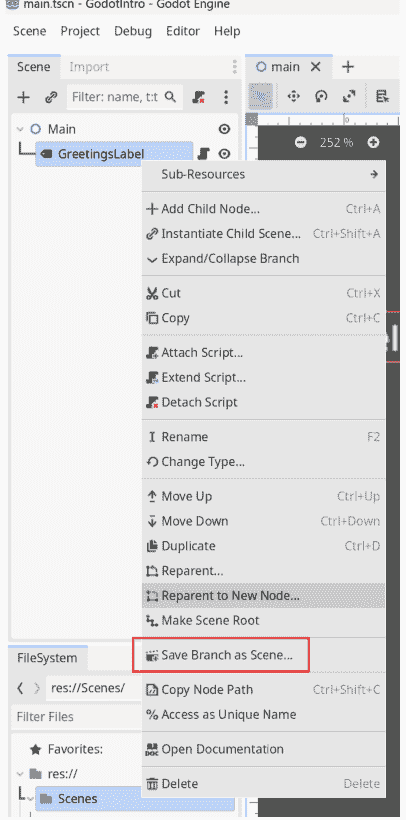 main.tscn - GodotIntro - Godot Engine
Scene Project Debug Editor Help
Scene Import
main
Filter: name, t:t
252 %
Main
GreetingsLabel
Sub-Resources
Add Child Node... Ctrl+A
Instantiate Child Scene... Ctrl+Shift+A
Expand/Collapse Branch
Cut Ctrl+X
Copy Ctrl+C
Attach Script...
Extend Script...
Detach Script
Rename F2
Change Type...
Move Up Ctrl+Up
Move Down Ctrl+Down
Duplicate Ctrl+D
Reparent...
Reparent to New Node...
Make Scene Root
Save Branch as Scene...
Copy Node Path Ctrl+Shift+C
Access as Unique Name
Open Documentation
Delete Delete
FileSystem
res://Scenes/
Filter Files
Favorites:
res://
Scenes